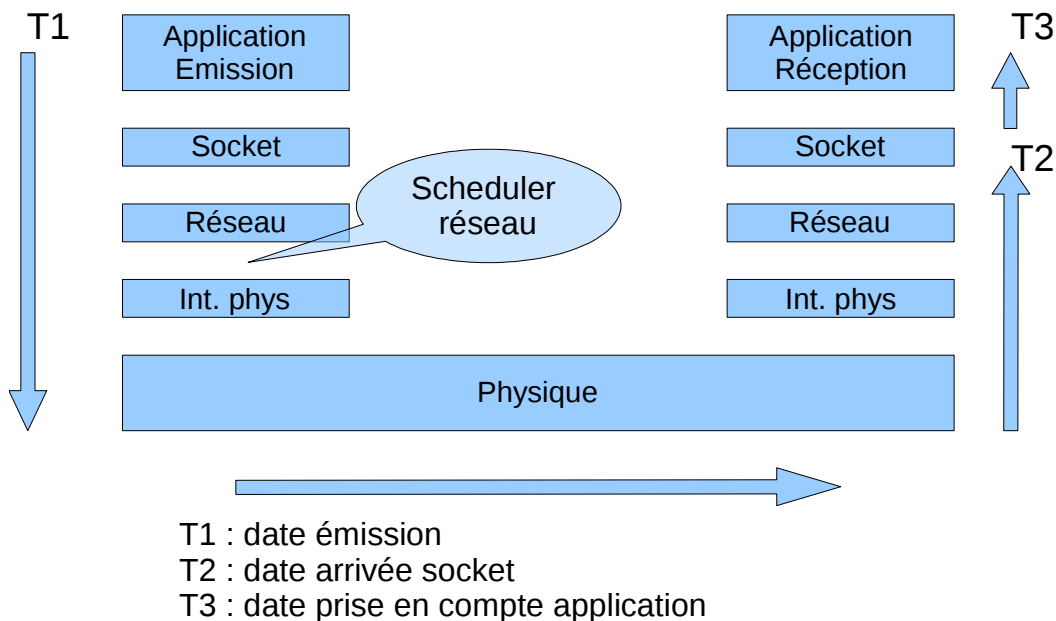 T1
Application
Emission
Application
Réception
T3
Socket
Socket
T2
Scheduler
réseau
Réseau
Réseau
Int. phys
Int. phys
Physique
T1 : date émission
T2 : date arrivée socket
T3 : date prise en compte application